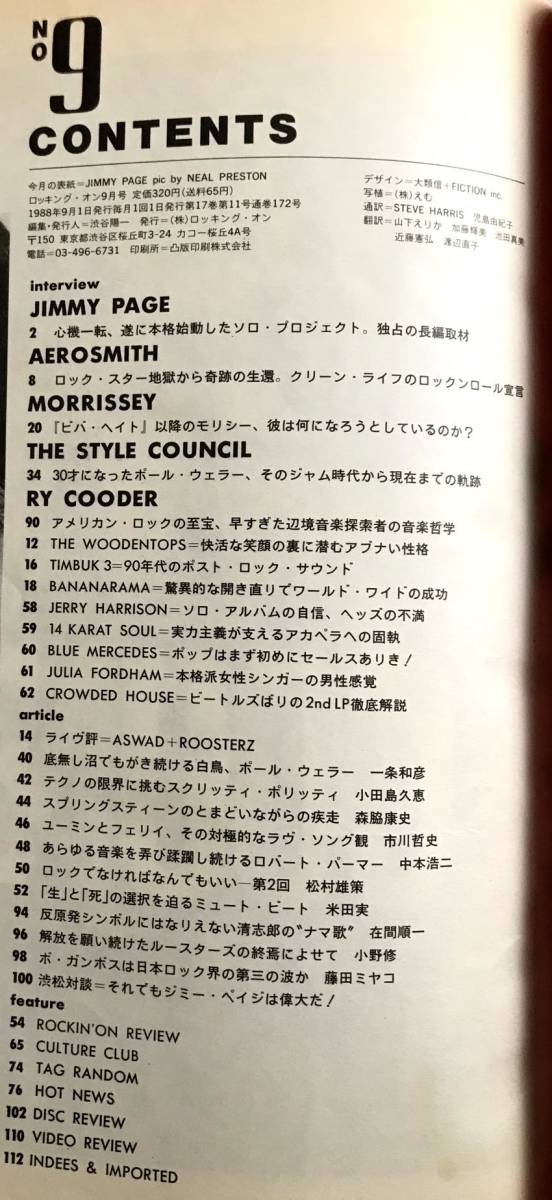 NO 9
CONTENTS
今月の表紙=JIMMY PAGE pic by NEAL PRESTON
ロッキング・オン9月号 定価320円(送料65円)
1988年9月1日発行毎月1回1日発行第17巻第11号通巻172号
編集・発行人=渋谷陽一 発行=(株)ロッキング・オン
〒150 東京都渋谷区桜丘町3-24 カコー桜丘4A号
電話=03-496-6731 印刷所=凸版印刷株式会社
デザイン=大類信+FICTION inc.
写植=(株)えむ
通訳=STEVE HARRIS 児島由紀子
翻訳=山下えりか 加藤輝美 池田真美
近藤憲弘 渡辺直子
interview
JIMMY PAGE
2 心機一転、遂に本格始動したソロ・プロジェクト。独占の長編取材
AEROSMITH
8 ロック・スター地獄から奇跡の生還。クリーン・ライフのロックンロール宣言
MORRISSEY
20 『ビバ・ヘイト』以降のモリシー、彼は何になろうとしているのか?
THE STYLE COUNCIL
34 30才になったポール・ウェラー、そのジャム時代から現在までの軌跡
RY COODER
90 アメリカン・ロックの至宝、早すぎた辺境音楽探索者の音楽哲学
12 THE WOODENTOPS=快活な笑顔の裏に潜むアブナい性格
16 TIMBUK 3=90年代のポスト・ロック・サウンド
18 BANANARAMA=驚異的な開き直りでワールド・ワイドの成功
58 JERRY HARRISON=ソロ・アルバムの自信、ヘッズの不満
59 14 KARAT SOUL=実力主義が支えるアカペラへの固執
60 BLUE MERCEDES=ポップはまず初めにセールスありき!
61 JULIA FORDHAM=本格派女性シンガーの男性感覚
62 CROWDED HOUSE=ビートルズばりの2nd LP徹底解説
article
14 ライヴ評=ASWAD+ROOSTERZ
40 底無し沼でもがき続ける白鳥、ポール・ウェラー 一条和彦
42 テクノの限界に挑むスクリッティ・ポリッティ 小田島久恵
44 スプリングスティーンのとまどいながらの疾走 森脇康史
46 ユーミンとフェリイ、その対極的なラヴ・ソング観 市川哲史
48 あらゆる音楽を弄び蹂躙し続けるロバート・パーマー 中本浩二
50 ロックでなければなんでもいい―第2回 松村雄策
52 「生」と「死」の選択を迫るミュート・ビート 米田実
94 反原発シンボルにはなりえない清志郎の"ナマ歌" 在間順一
96 解放を願い続けたルースターズの終焉によせて 小野修
98 ボ・ガンボスは日本ロック界の第三の波か 藤田ミヤコ
100 渋松対談=それでもジミー・ペイジは偉大だ!
feature
54 ROCKIN'ON REVIEW
65 CULTURE CLUB
74 TAG RANDOM
76 HOT NEWS
102 DISC REVIEW
110 VIDEO REVIEW
112 INDEES & IMPORTED